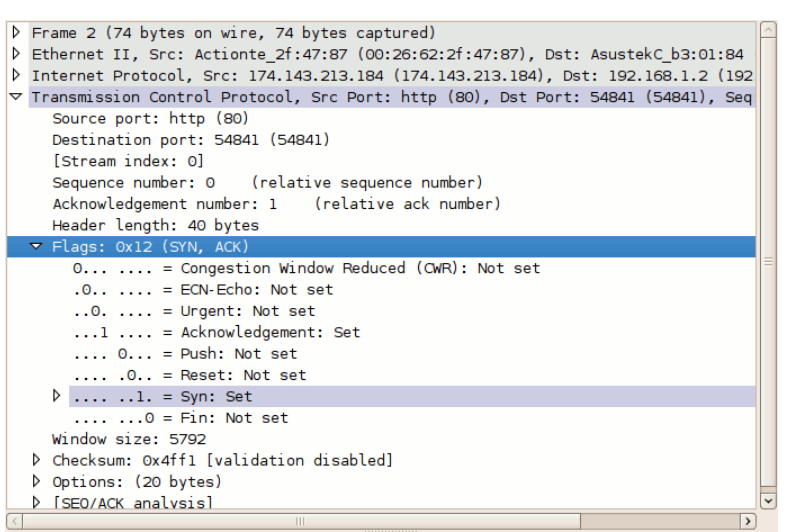 Frame 2 (74 bytes on wire, 74 bytes captured)
Ethernet II, Src: Actionte_2f:47:87 (00:26:62:2f:47:87), Dst: AsustekC_b3:01:84
Internet Protocol, Src: 174.143.213.184 (174.143.213.184), Dst: 192.168.1.2 (192
Transmission Control Protocol, Src Port: http (80), Dst Port: 54841 (54841), Seq
Source port: http (80)
Destination port: 54841 (54841)
[Stream index: 0]
Sequence number: 0    (relative sequence number)
Acknowledgement number: 1    (relative ack number)
Header length: 40 bytes
Flags: 0x12 (SYN, ACK)
0... .... = Congestion Window Reduced (CWR): Not set
.0.. .... = ECN-Echo: Not set
..0. .... = Urgent: Not set
...1 .... = Acknowledgement: Set
.... 0... = Push: Not set
.... .0.. = Reset: Not set
.... ..1. = Syn: Set
.... ...0 = Fin: Not set
Window size: 5792
Checksum: 0x4ff1 [validation disabled]
Options: (20 bytes)
[SEQ/ACK analysis]